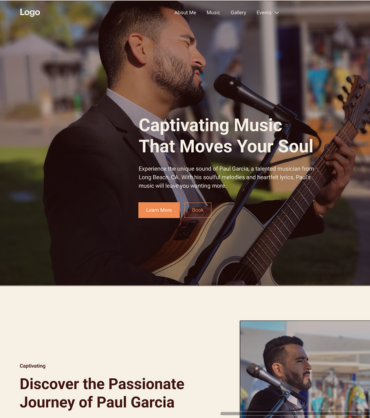 Logo
About Me
Music
Gallery
Events
Captivating Music
That Moves Your Soul
Experience the unique sound of Paul Garcia, a talented musician from
Long Beach, CA. With his soulful melodies and heartfelt lyrics, Paul's
music will leave you wanting more.
Learn More
Book
Captivating
Discover the Passionate
Journey of Paul Garcia